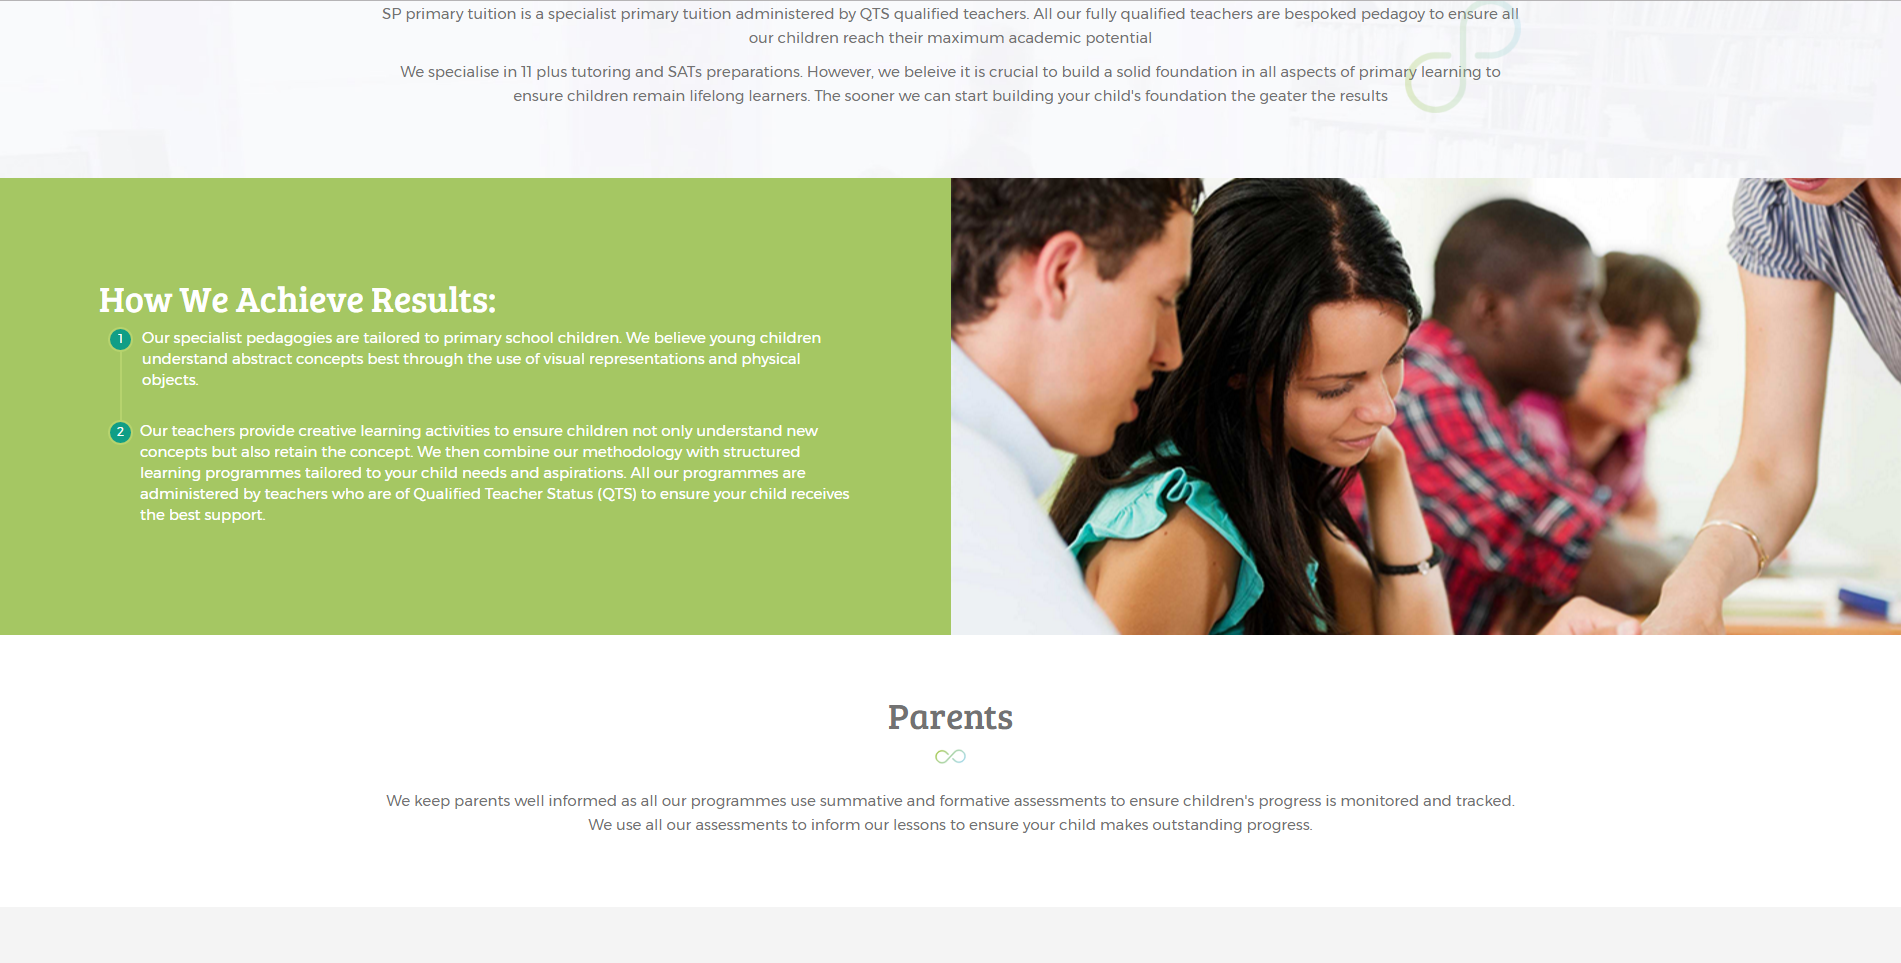 SP primary tuition is a specialist primary tuition administered by QTS qualified teachers. All our fully qualified teachers are bespoked pedagoy to ensure all
our children reach their maximum academic potential
We specialise in 11 plus tutoring and SATs preparations. However, we beleive it is crucial to build a solid foundation in all aspects of primary learning to
ensure children remain lifelong learners. The sooner we can start building your child's foundation the geater the results
How We Achieve Results:
1 Our specialist pedagogies are tailored to primary school children. We believe young children
understand abstract concepts best through the use of visual representations and physical
objects.
2 Our teachers provide creative learning activities to ensure children not only understand new
concepts but also retain the concept. We then combine our methodology with structured
learning programmes tailored to your child needs and aspirations. All our programmes are
administered by teachers who are of Qualified Teacher Status (QTS) to ensure your child receives
the best support.
Parents
We keep parents well informed as all our programmes use summative and formative assessments to ensure children's progress is monitored and tracked.
We use all our assessments to inform our lessons to ensure your child makes outstanding progress.